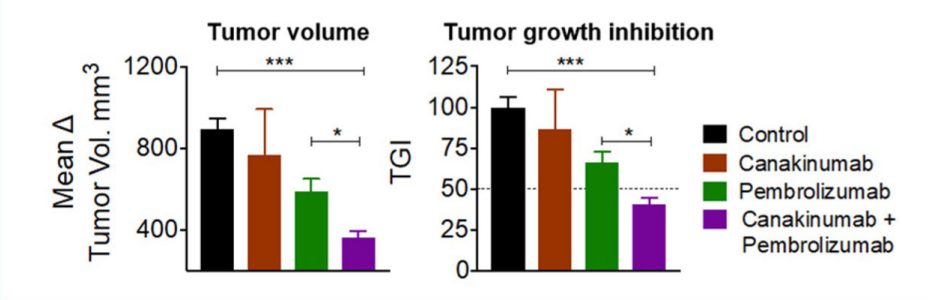 Tumor volume
Mean Δ
Tumor Vol. mm³
1200
800
400
***
*
Tumor growth inhibition
TGI
125
100
75
50
25
0
***
*
Control
Canakinumab
Pembrolizumab
Canakinumab +
Pembrolizumab